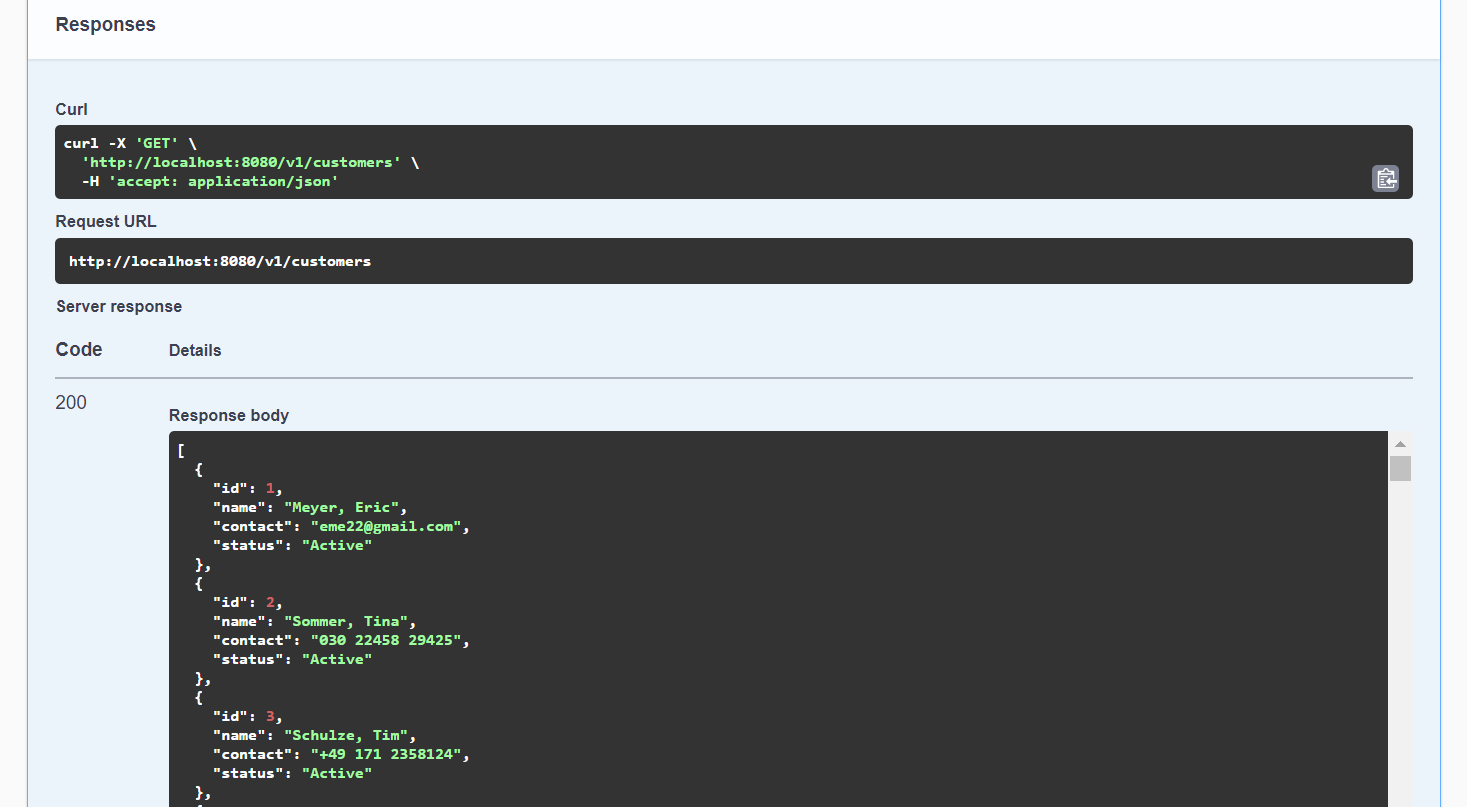 Responses
Curl
curl -X 'GET' \
  'http://localhost:8080/v1/customers' \
  -H 'accept: application/json'
Request URL
http://localhost:8080/v1/customers
Server response
Code Details
200
Response body
[
  {
    "id": 1,
    "name": "Meyer, Eric",
    "contact": "eme22@gmail.com",
    "status": "Active"
  },
  {
    "id": 2,
    "name": "Sommer, Tina",
    "contact": "030 22458 29425",
    "status": "Active"
  },
  {
    "id": 3,
    "name": "Schulze, Tim",
    "contact": "+49 171 2358124",
    "status": "Active"
  },